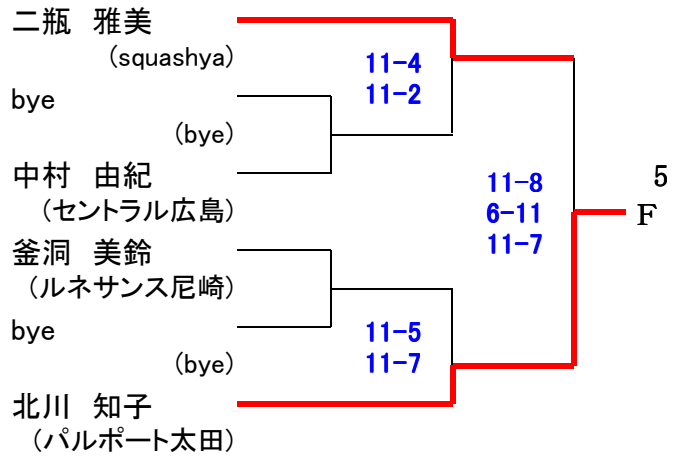 二瓶 雅美
(squashya)
bye
(bye)
中村 由紀
(セントラル広島)
釜洞 美鈴
(ルネサンス尼崎)
bye
(bye)
北川 知子
(パルポート太田)
11-4
11-2
11-5
11-7
11-8
6-11
11-7
5
F